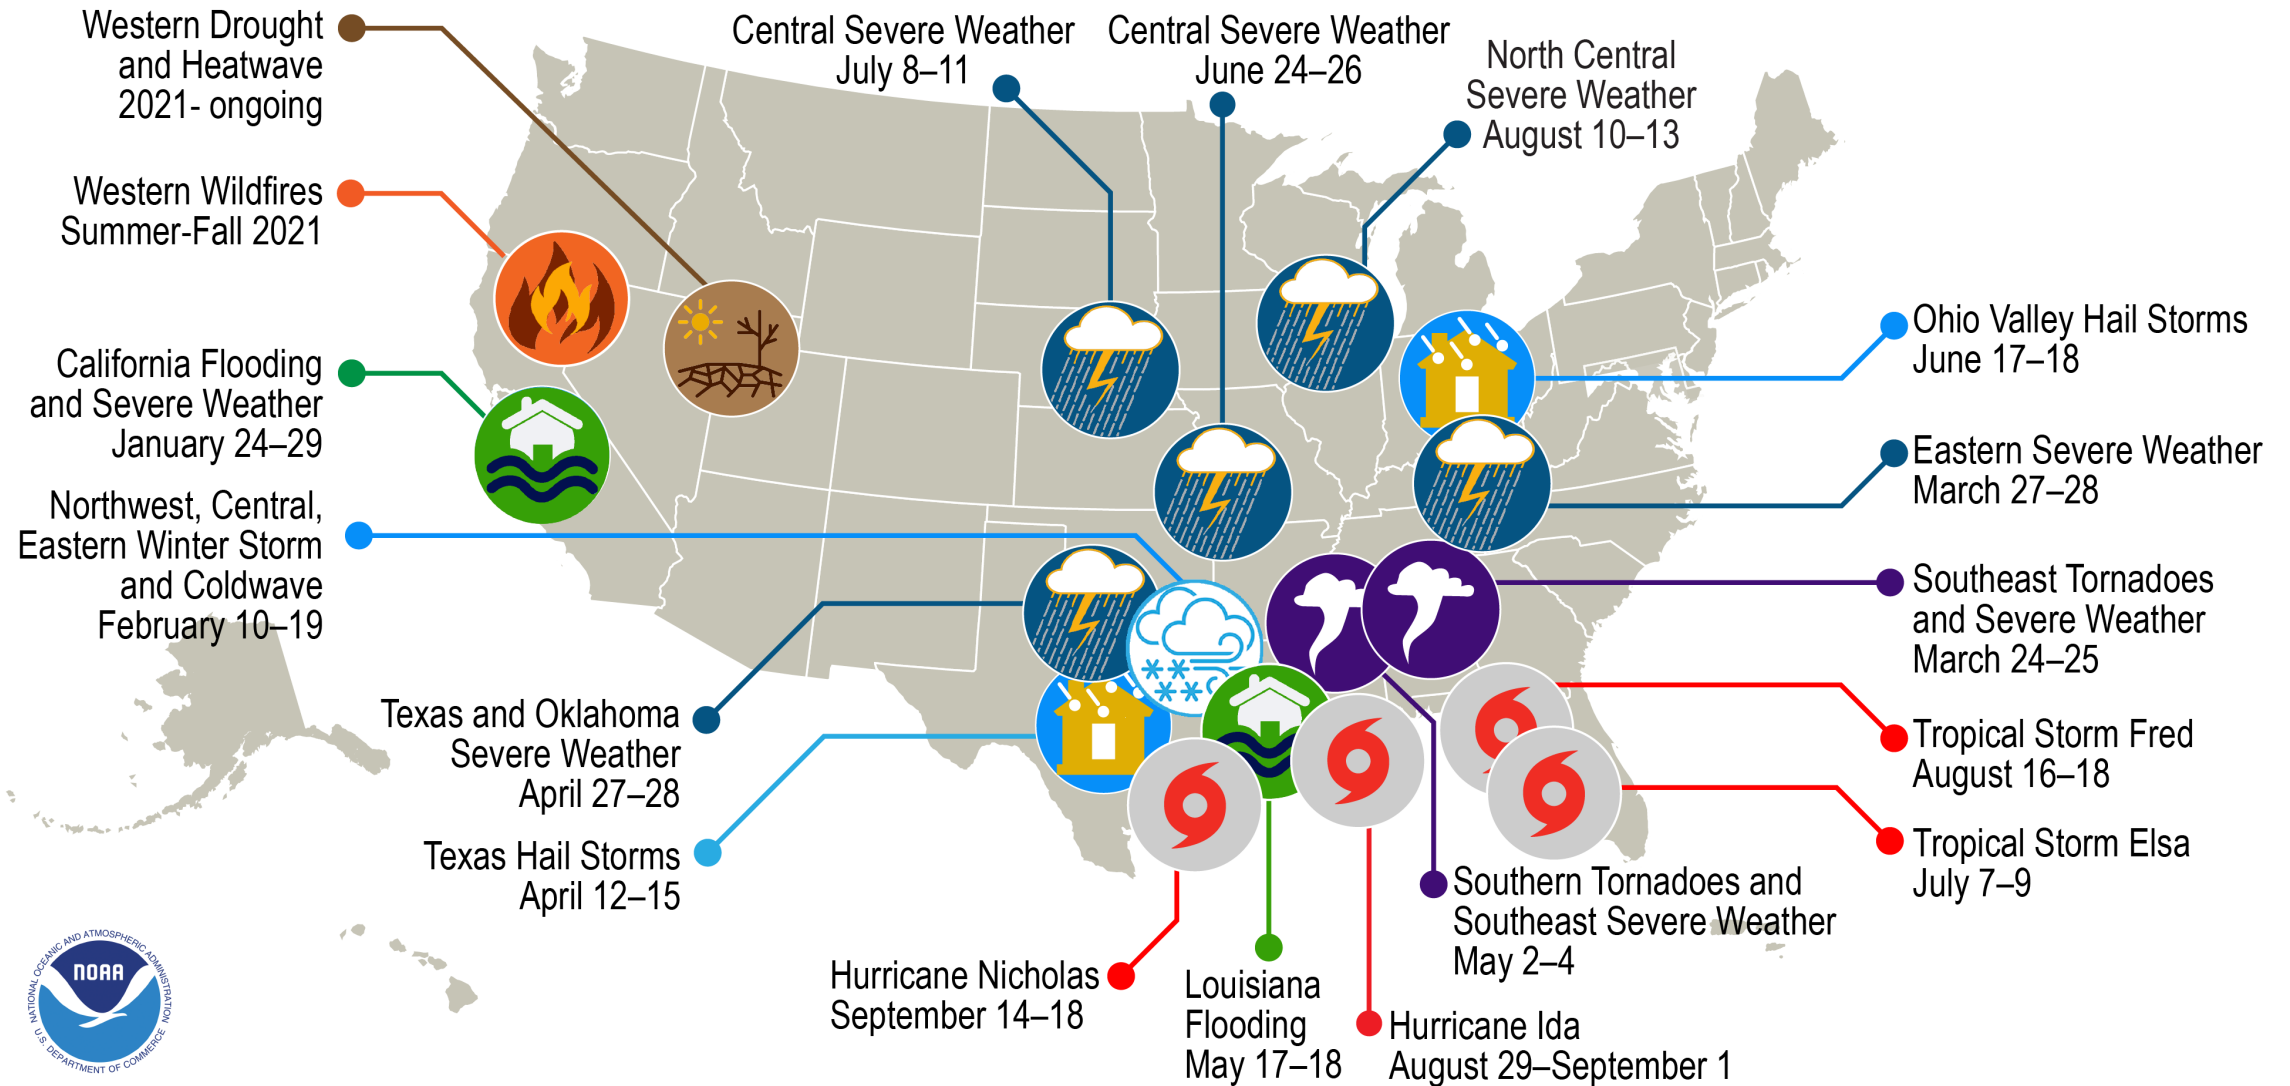 Western Drought
and Heatwave
2021- ongoing
Central Severe Weather
July 8–11
Central Severe Weather
June 24–26
North Central
Severe Weather
August 10–13
Western Wildfires
Summer-Fall 2021
California Flooding
and Severe Weather
January 24–29
Northwest, Central,
Eastern Winter Storm
and Coldwave
February 10–19
Ohio Valley Hail Storms
June 17–18
Eastern Severe Weather
March 27–28
Southeast Tornadoes
and Severe Weather
March 24–25
Texas and Oklahoma
Severe Weather
April 27–28
Texas Hail Storms
April 12–15
Tropical Storm Fred
August 16–18
Tropical Storm Elsa
July 7–9
Southern Tornadoes and
Southeast Severe Weather
May 2–4
Hurricane Nicholas
September 14–18
Louisiana
Flooding
May 17–18
Hurricane Ida
August 29–September 1
NATIONAL OCEANIC AND ATMOSPHERIC ADMINISTRATION
NOAA
U.S. DEPARTMENT OF COMMERCE